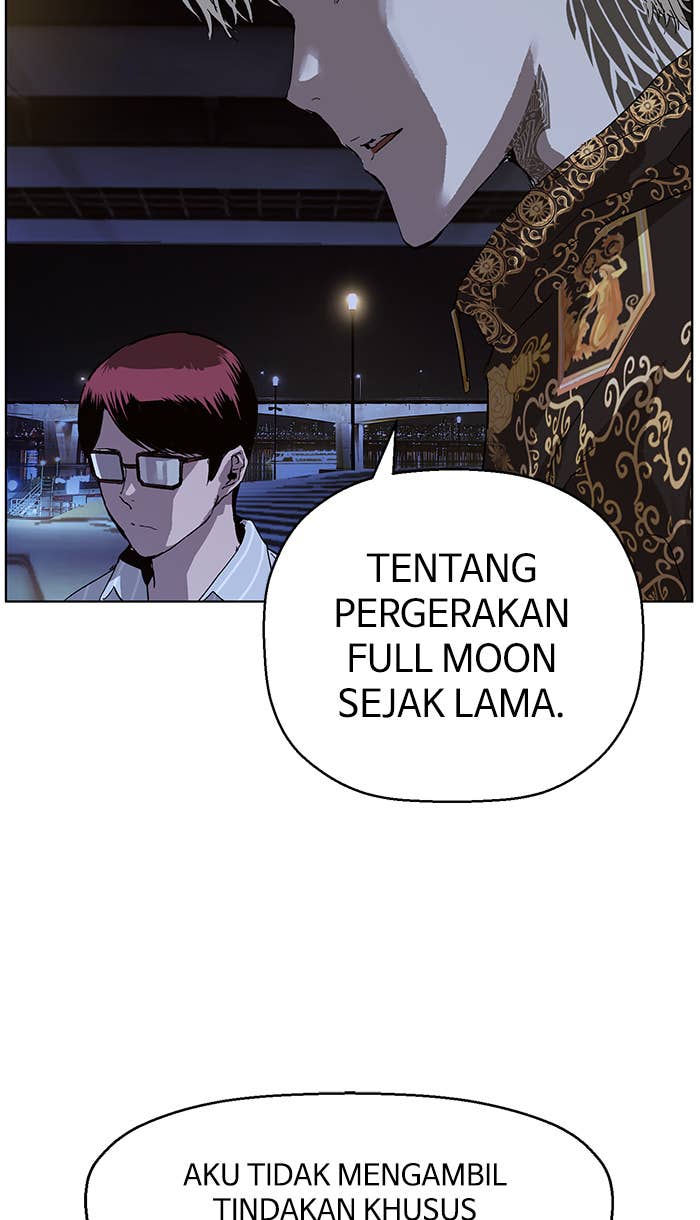 TENTANG
PERGERAKAN
FULL MOON
SEJAK LAMA.
AKU TIDAK MENGAMBIL
TINDAKAN KHUSUS